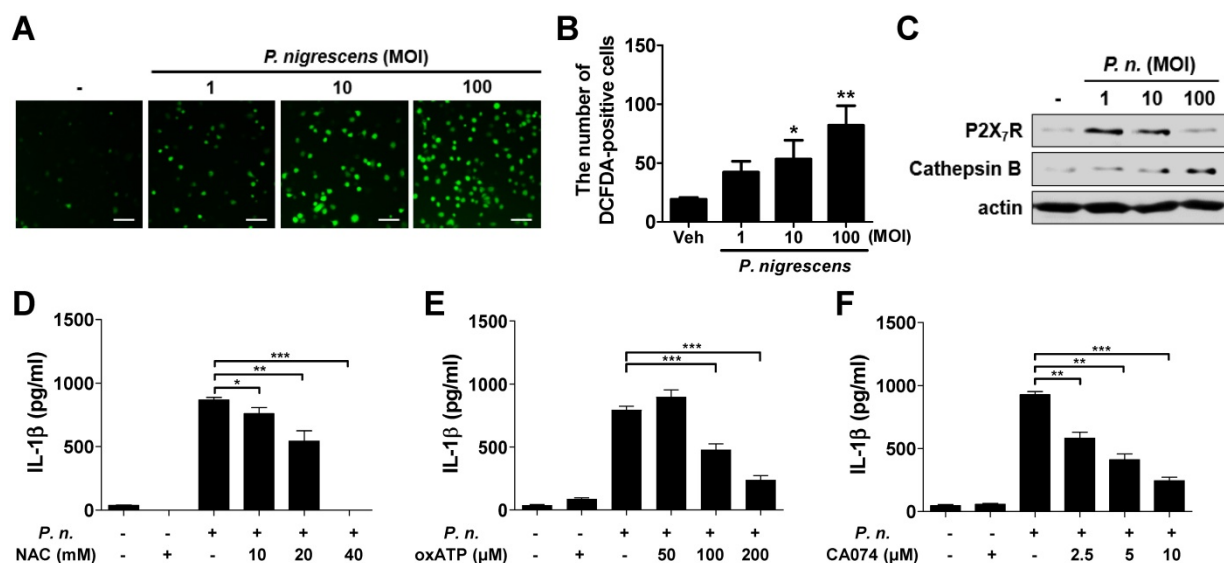 A
P. nigrescens (MOI)
- 1 10 100
B
The number of
DCFDA-positive cells
150
100
50
0
* **
Veh 1 10 100 (MOI)
P. nigrescens
C
P. n. (MOI)
- 1 10 100
P2X₇R
Cathepsin B
actin
D
IL-1β (pg/ml)
1500
1000
500
0
***
**
*
P. n. - - + + + +
NAC (mM) - + - 10 20 40
E
IL-1β (pg/ml)
1500
1000
500
0
***
***
P. n. - - + + + +
oxATP (μM) - + - 50 100 200
F
IL-1β (pg/ml)
1500
1000
500
0
***
**
**
P. n. - - + + + +
CA074 (μM) - + - 2.5 5 10